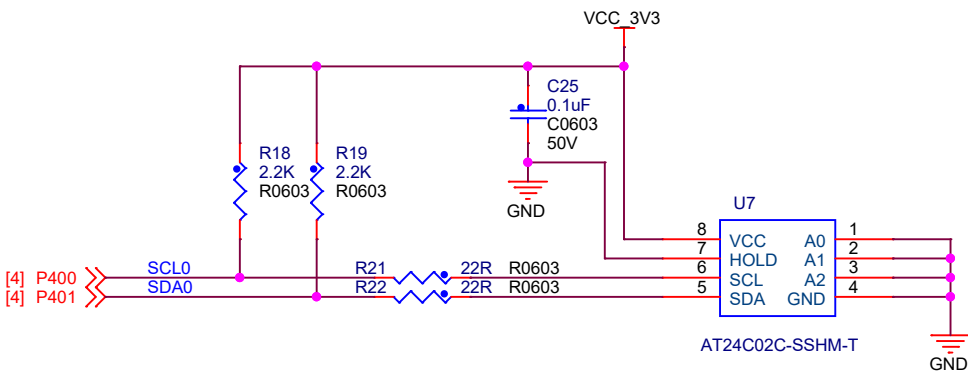 VCC_3V3
C25
0.1uF
C0603
50V
R18
2.2K
R0603
R19
2.2K
R0603
GND
U7
[4] P400
SCL0
R21
22R
R0603
[4] P401
SDA0
R22
22R
R0603
8
VCC
A0
1
7
HOLD
A1
2
6
SCL
A2
3
5
SDA
GND
4
AT24C02C-SSHM-T
GND